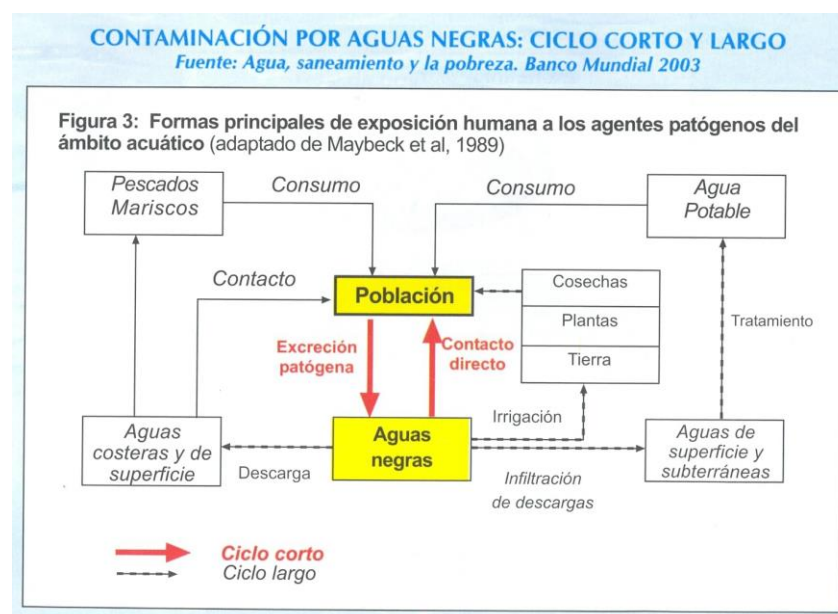 CONTAMINACIÓN POR AGUAS NEGRAS: CICLO CORTO Y LARGO
Fuente: Agua, saneamiento y la pobreza. Banco Mundial 2003
Figura 3: Formas principales de exposición humana a los agentes patógenos del
ámbito acuático (adaptado de Maybeck et al, 1989)
Pescados
Mariscos
Consumo
Consumo
Agua
Potable
Contacto
Población
Cosechas
Plantas
Tierra
Tratamiento
Excreción
patógena
Contacto
directo
Aguas
costeras y de
superficie
Descarga
Aguas
negras
Irrigación
Infiltración
de descargas
Aguas de
superficie y
subterráneas
Ciclo corto
Ciclo largo